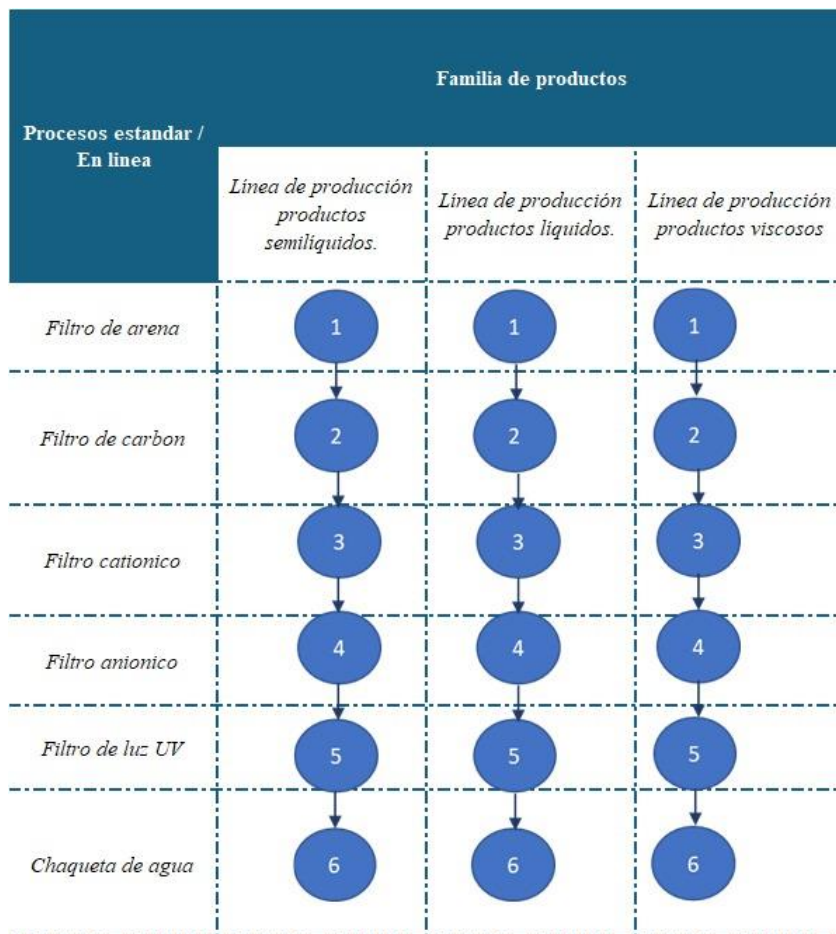 Familia de productos
Procesos estandar /
En linea
Línea de producción
productos
semilíquidos.
Línea de producción
productos líquidos.
Línea de producción
productos viscosos
Filtro de arena
1 1 1
Filtro de carbon
2 2 2
Filtro cationico
3 3 3
Filtro anionico
4 4 4
Filtro de luz UV
5 5 5
Chaqueta de agua
6 6 6